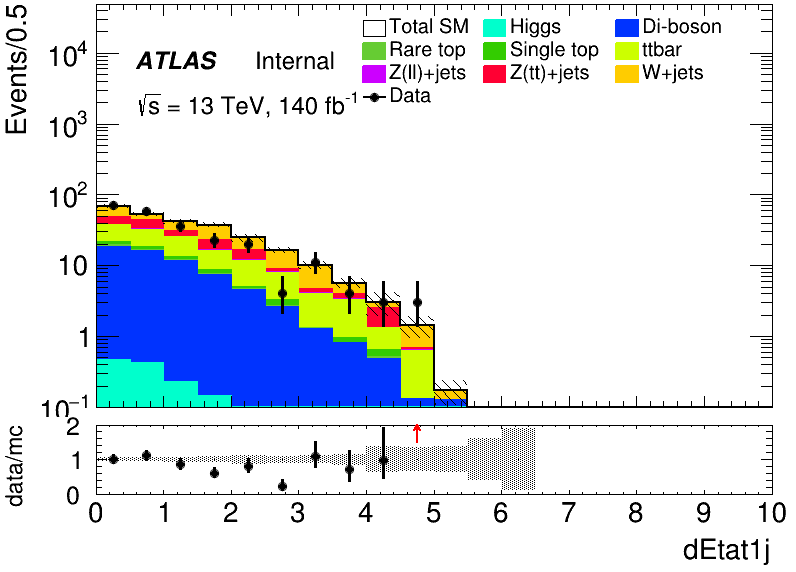 Events/0.5
10⁴
10³
10²
10
1
10⁻¹
ATLAS Internal
√s = 13 TeV, 140 fb⁻¹
Total SM Higgs Di-boson
Rare top Single top ttbar
Z(ll)+jets Z(tt)+jets W+jets
Data
data/mc
2
1
0
0 1 2 3 4 5 6 7 8 9 10
dEtat1j